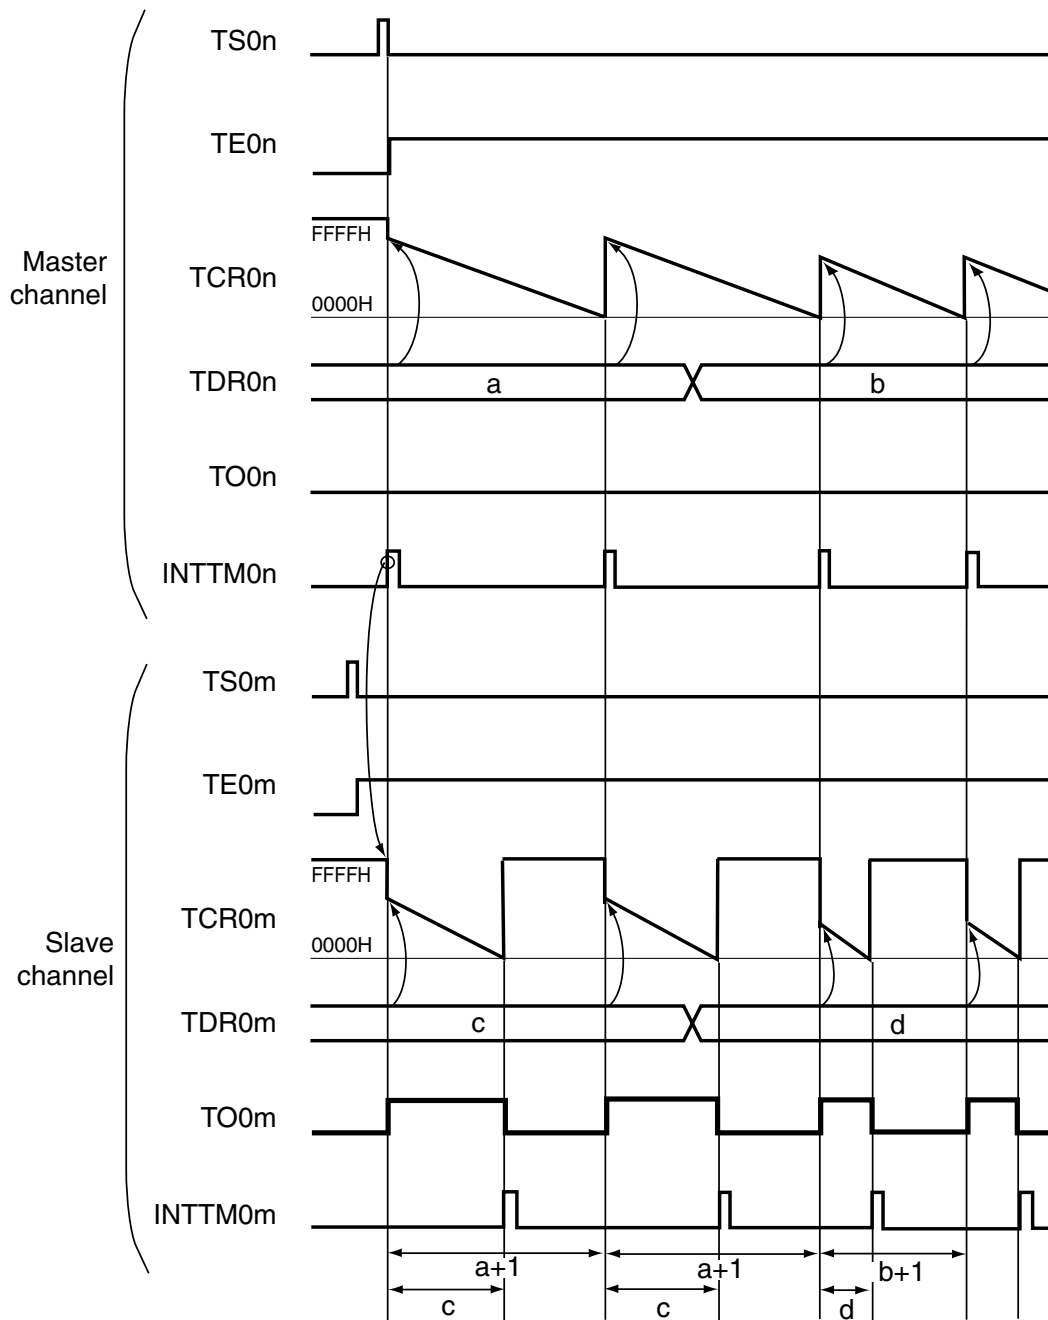 Master
channel
TS0n
TE0n
FFFFH
TCR0n
0000H
TDR0n
a
b
TO0n
INTTM0n
Slave
channel
TS0m
TE0m
FFFFH
TCR0m
0000H
TDR0m
c
d
TO0m
INTTM0m
a+1
a+1
b+1
c
c
d